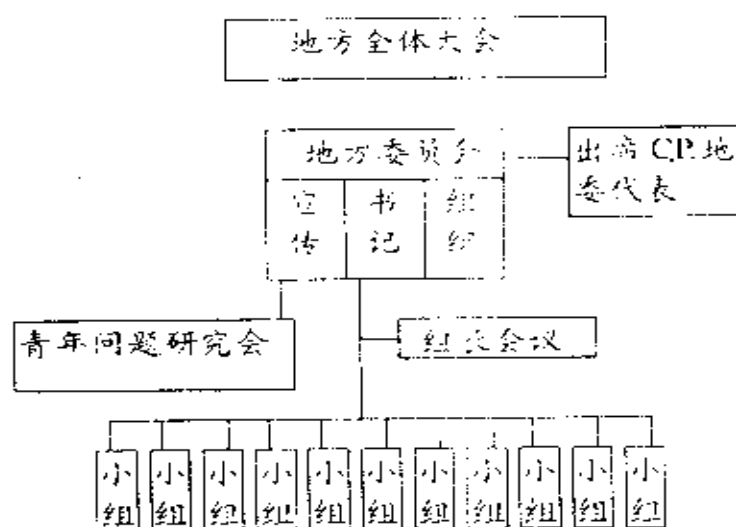 地方全体大会
地方委员会
出席C.P.地
委代表
宣
传
书
记
组
织
青年问题研究会
组长会议
小
组
小
组
小
组
小
组
小
组
小
组
小
组
小
组
小
组
小
组
小
组